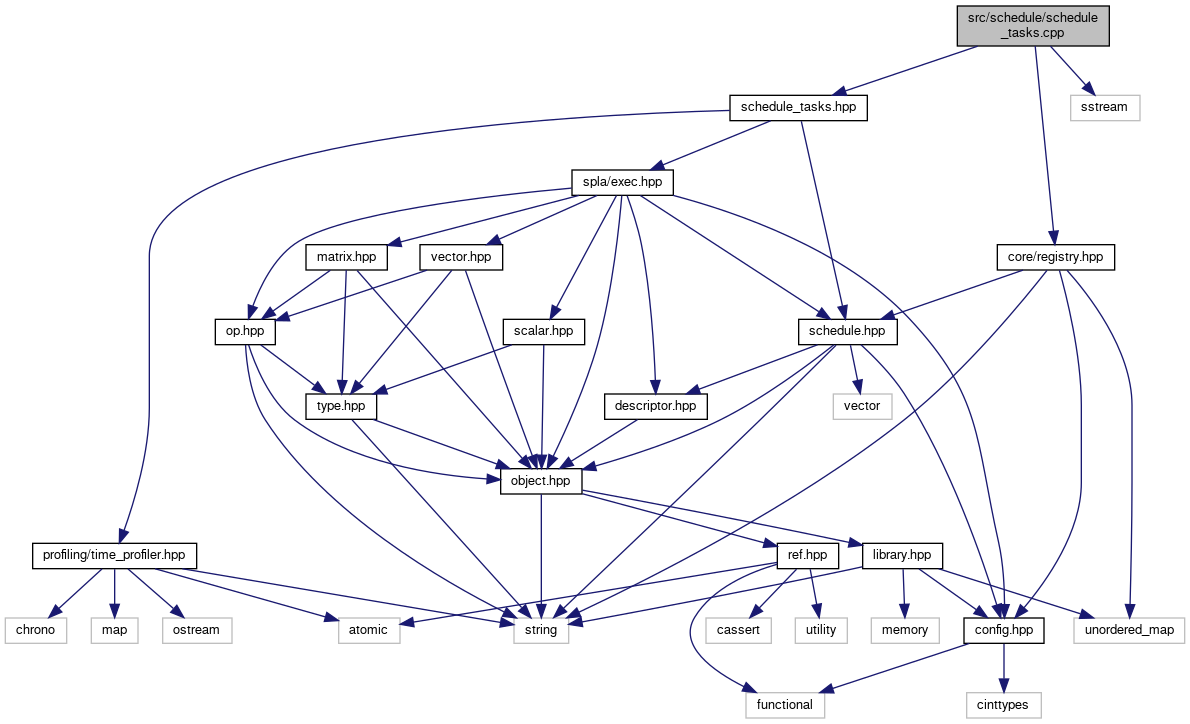 src/schedule/schedule
_tasks.cpp
schedule_tasks.hpp
sstream
spla/exec.hpp
matrix.hpp
vector.hpp
core/registry.hpp
op.hpp
scalar.hpp
schedule.hpp
type.hpp
descriptor.hpp
vector
object.hpp
profiling/time_profiler.hpp
ref.hpp
library.hpp
chrono
map
ostream
atomic
string
cassert
utility
memory
config.hpp
unordered_map
functional
cinttypes